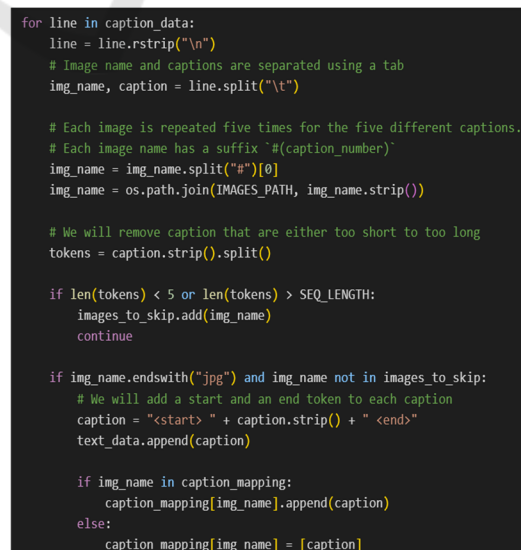 for line in caption_data:
line = line.rstrip("\n")
# Image name and captions are separated using a tab
img_name, caption = line.split("\t")
# Each image is repeated five times for the five different captions.
# Each image name has a suffix `#(caption_number)`
img_name = img_name.split("#")[0]
img_name = os.path.join(IMAGES_PATH, img_name.strip())
# We will remove caption that are either too short to too long
tokens = caption.strip().split()
if len(tokens) < 5 or len(tokens) > SEQ_LENGTH:
images_to_skip.add(img_name)
continue
if img_name.endswith("jpg") and img_name not in images_to_skip:
# We will add a start and an end token to each caption
caption = "<start> " + caption.strip() + " <end>"
text_data.append(caption)
if img_name in caption_mapping:
caption_mapping[img_name].append(caption)
else:
caption_mapping[img_name] = [caption]